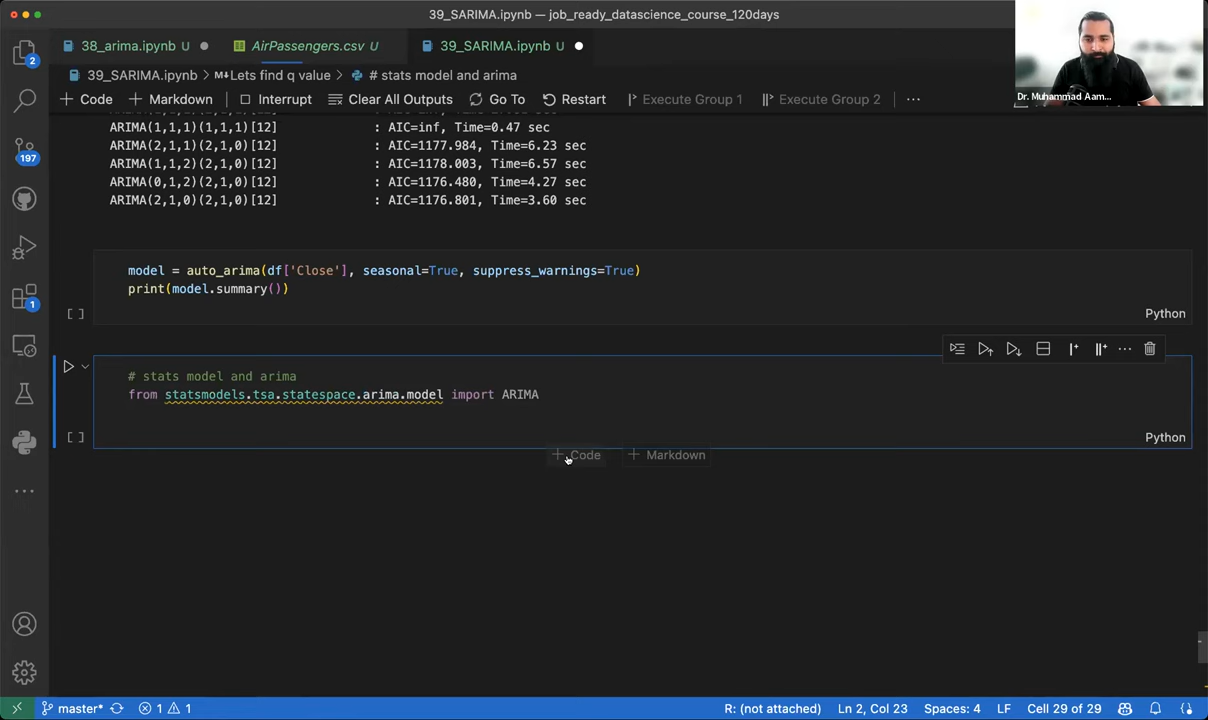 39_SARIMA.ipynb — job_ready_datascience_course_120days
38_arima.ipynb U
AirPassengers.csv U
39_SARIMA.ipynb U
39_SARIMA.ipynb > M↓Lets find q value > # stats model and arima
+ Code + Markdown Interrupt Clear All Outputs Go To Restart Execute Group 1 Execute Group 2 ...
Dr. Muhammad Aam...
2
197
1
ARIMA(1,1,1)(1,1,1)[12] : AIC=inf, Time=0.47 sec
ARIMA(2,1,1)(2,1,0)[12] : AIC=1177.984, Time=6.23 sec
ARIMA(1,1,2)(2,1,0)[12] : AIC=1178.003, Time=6.57 sec
ARIMA(0,1,2)(2,1,0)[12] : AIC=1176.480, Time=4.27 sec
ARIMA(2,1,0)(2,1,0)[12] : AIC=1176.801, Time=3.60 sec
model = auto_arima(df['Close'], seasonal=True, suppress_warnings=True)
print(model.summary())
[ ] Python
# stats model and arima
from statsmodels.tsa.statespace.arima.model import ARIMA
[ ] Python
+ Code + Markdown
master* 1 1 R: (not attached) Ln 2, Col 23 Spaces: 4 LF Cell 29 of 29